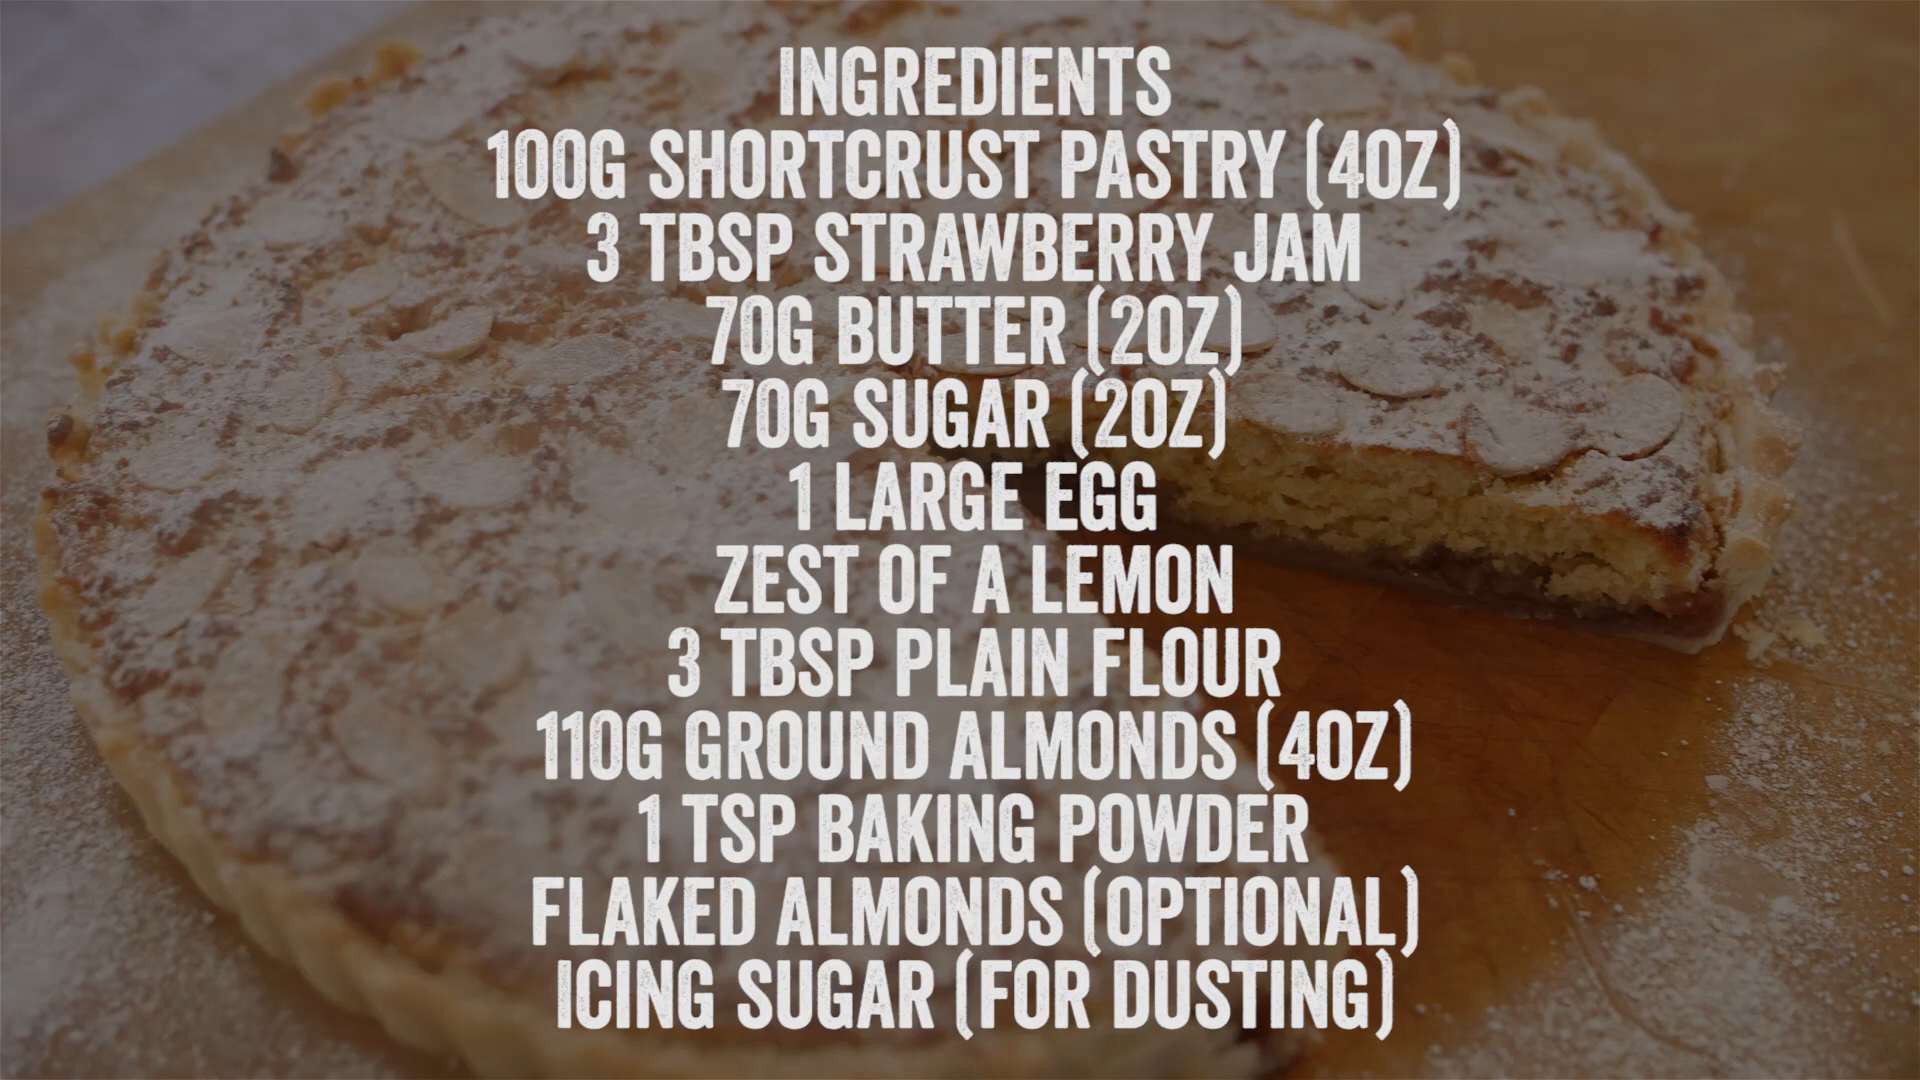 INGREDIENTS
100G SHORTCRUST PASTRY (4OZ)
3 TBSP STRAWBERRY JAM
70G BUTTER (2OZ)
70G SUGAR (2OZ)
1 LARGE EGG
ZEST OF A LEMON
3 TBSP PLAIN FLOUR
110G GROUND ALMONDS (4OZ)
1 TSP BAKING POWDER
FLAKED ALMONDS (OPTIONAL)
ICING SUGAR (FOR DUSTING)